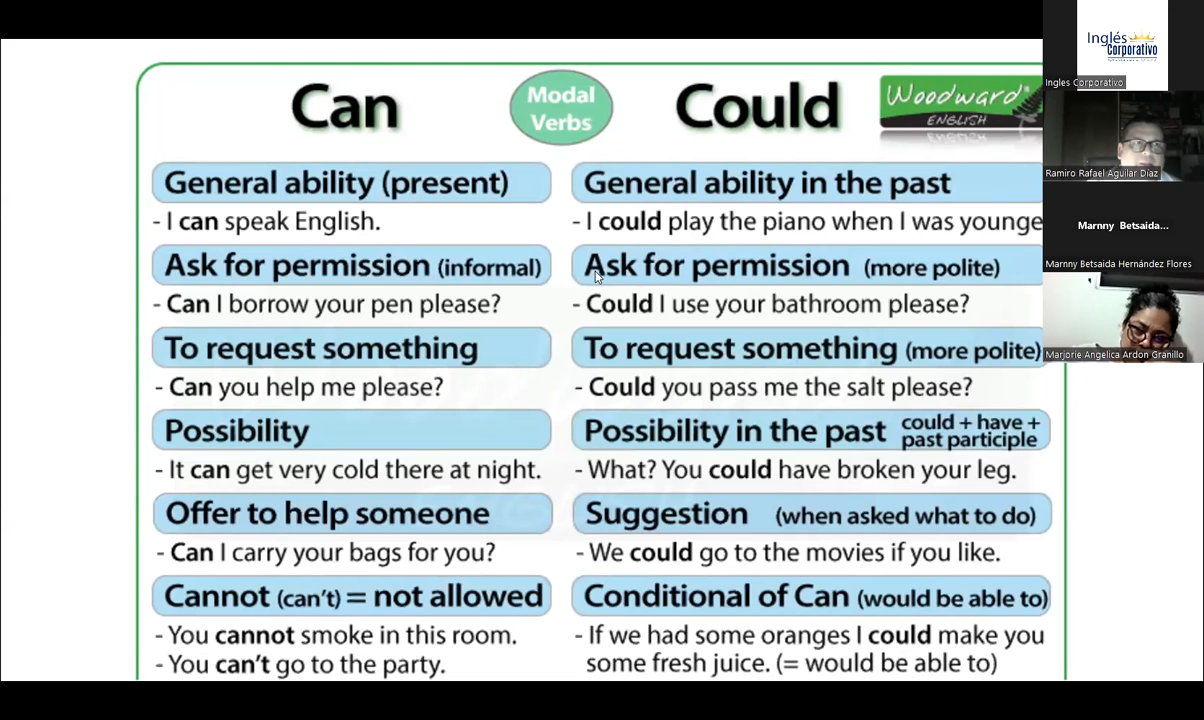 Can
Modal
Verbs
Could
Woodward®
ENGLISH
General ability (present)
- I can speak English.
Ask for permission (informal)
- Can I borrow your pen please?
To request something
- Can you help me please?
Possibility
- It can get very cold there at night.
Offer to help someone
- Can I carry your bags for you?
Cannot (can't) = not allowed
- You cannot smoke in this room.
- You can't go to the party.
General ability in the past
- I could play the piano when I was younge
Ask for permission (more polite)
- Could I use your bathroom please?
To request something (more polite)
- Could you pass me the salt please?
Possibility in the past could + have +
past participle
- What? You could have broken your leg.
Suggestion (when asked what to do)
- We could go to the movies if you like.
Conditional of Can (would be able to)
- If we had some oranges I could make you
some fresh juice. (= would be able to)
Inglés
Corporativo
Ingles Corporativo
Ramiro Rafael Aguilar Díaz
Marnny Betsaida...
Marnny Betsaida Hernández Flores
Marjorie Angelica Ardon Granillo